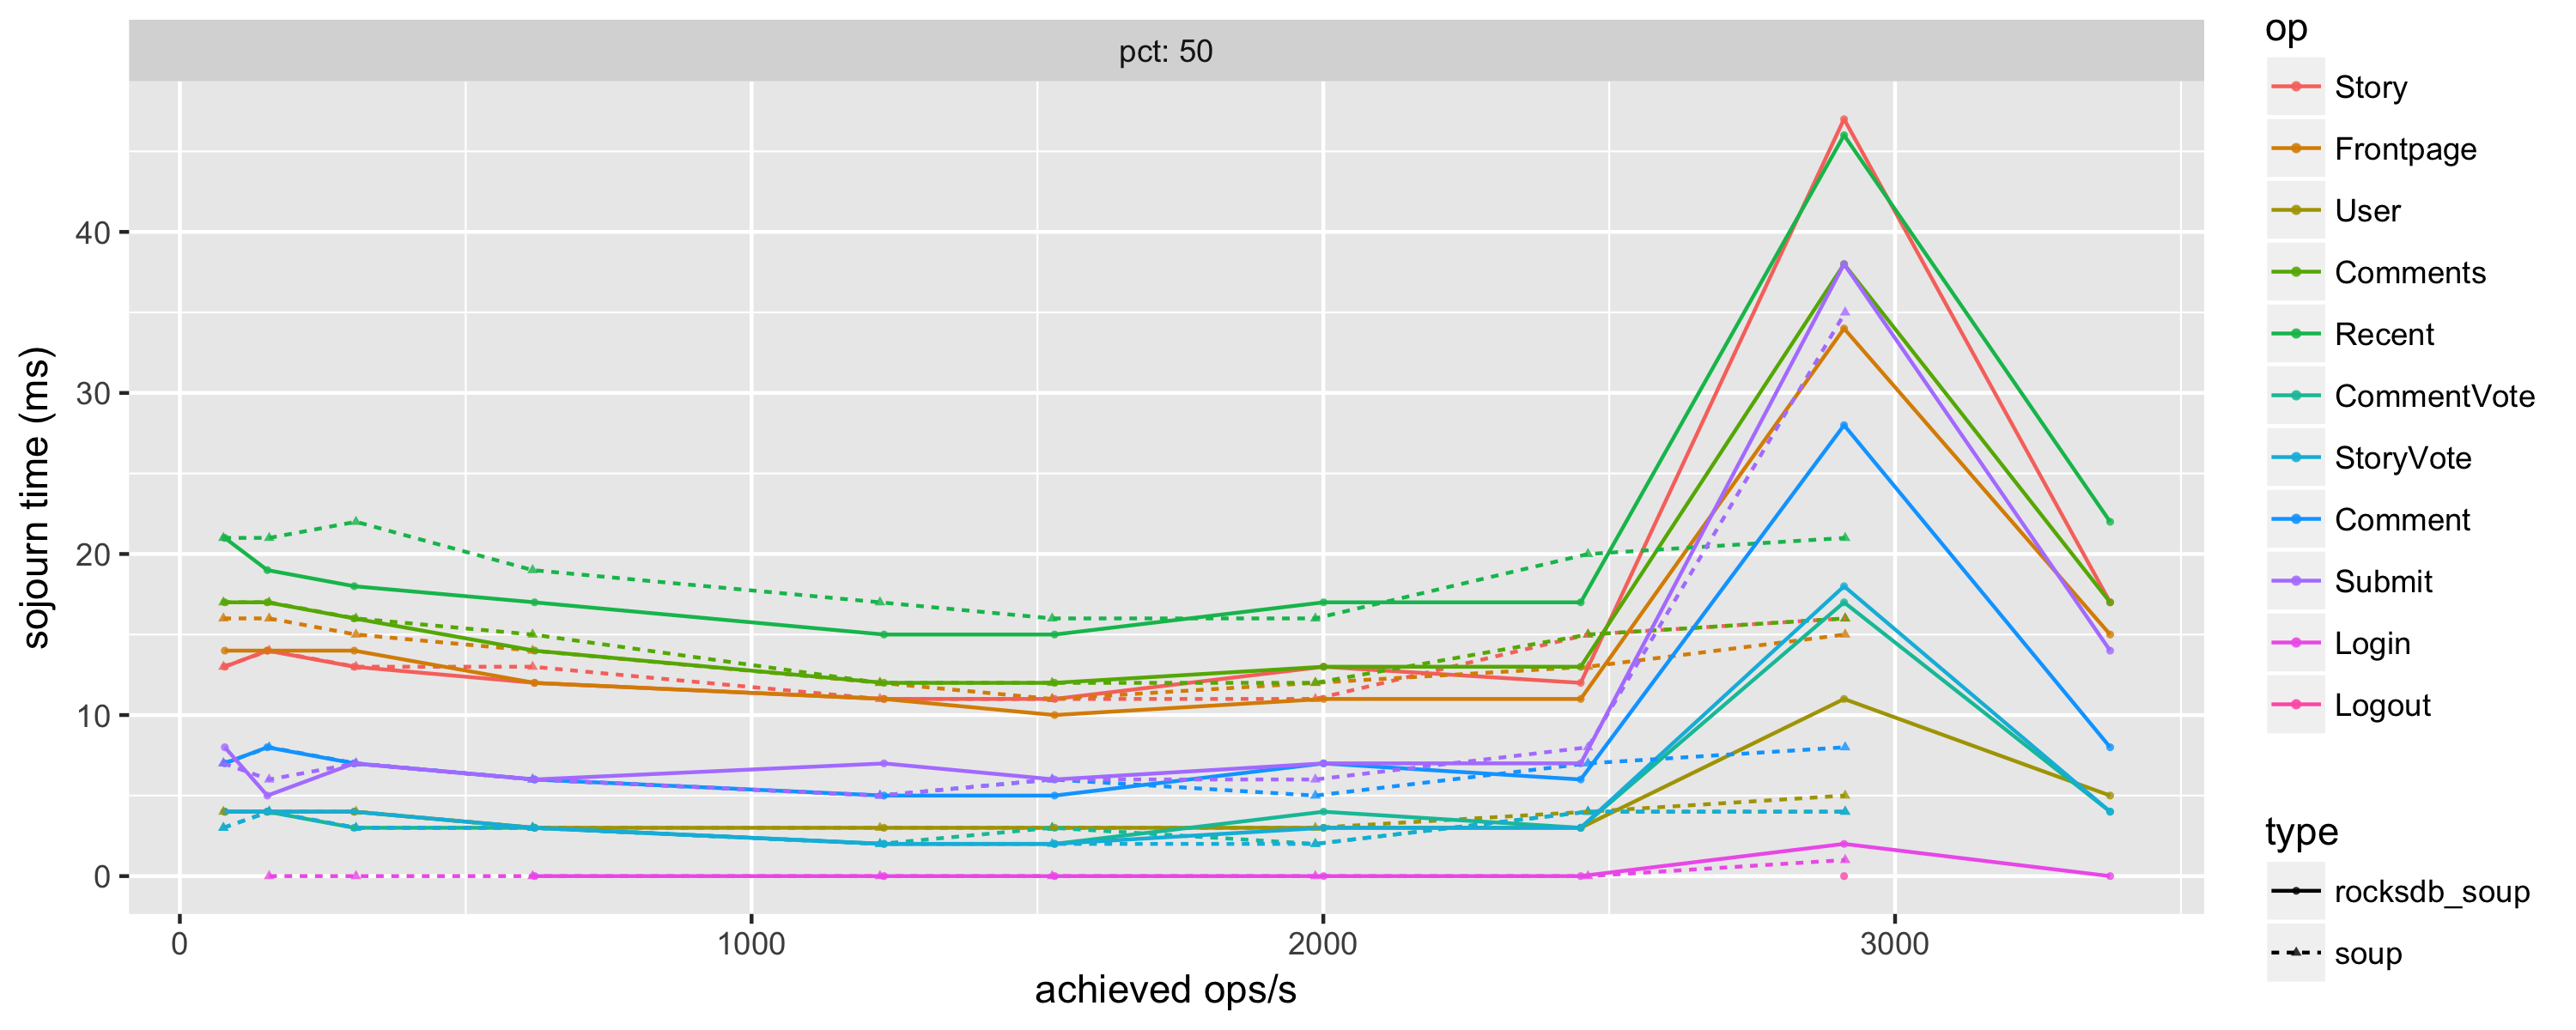 pct: 50
sojourn time (ms)
40
30
20
10
0
0 1000 2000 3000
achieved ops/s
op
Story
Frontpage
User
Comments
Recent
CommentVote
StoryVote
Comment
Submit
Login
Logout
type
rocksdb_soup
soup